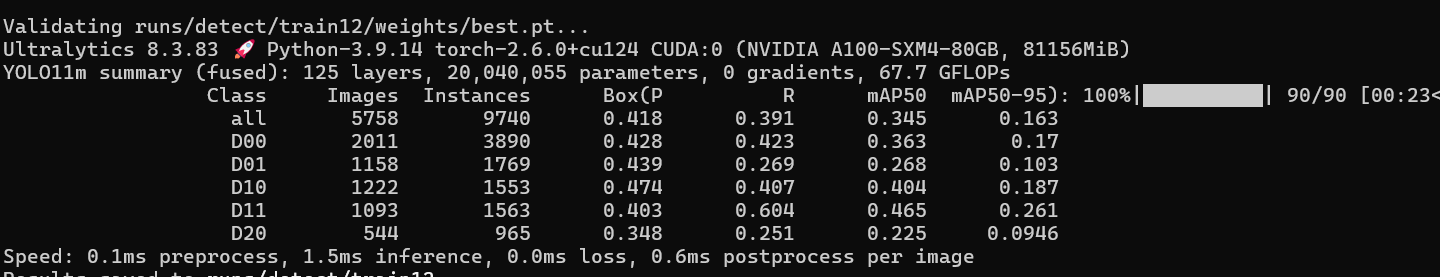 Validating runs/detect/train12/weights/best.pt...
Ultralytics 8.3.83 🚀 Python-3.9.14 torch-2.6.0+cu124 CUDA:0 (NVIDIA A100-SXM4-80GB, 81156MiB)
YOLO11m summary (fused): 125 layers, 20,040,055 parameters, 0 gradients, 67.7 GFLOPs
Class Images Instances Box(P R mAP50 mAP50-95): 100%|██████████| 90/90 [00:23<
all 5758 9740 0.418 0.391 0.345 0.163
D00 2011 3890 0.428 0.423 0.363 0.17
D01 1158 1769 0.439 0.269 0.268 0.103
D10 1222 1553 0.474 0.407 0.404 0.187
D11 1093 1563 0.403 0.604 0.465 0.261
D20 544 965 0.348 0.251 0.225 0.0946
Speed: 0.1ms preprocess, 1.5ms inference, 0.0ms loss, 0.6ms postprocess per image
Results saved to runs/detect/train12